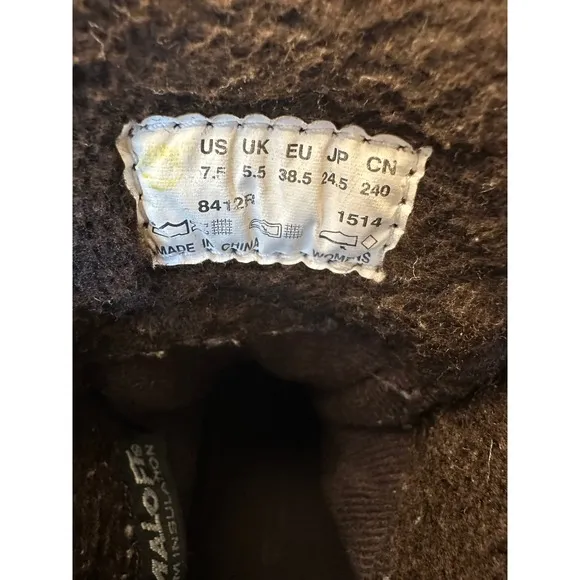 US UK EU JP CN
7.5 5.5 38.5 24.5 240
8412R 1514
MADE IN CHINA WOMEN'S